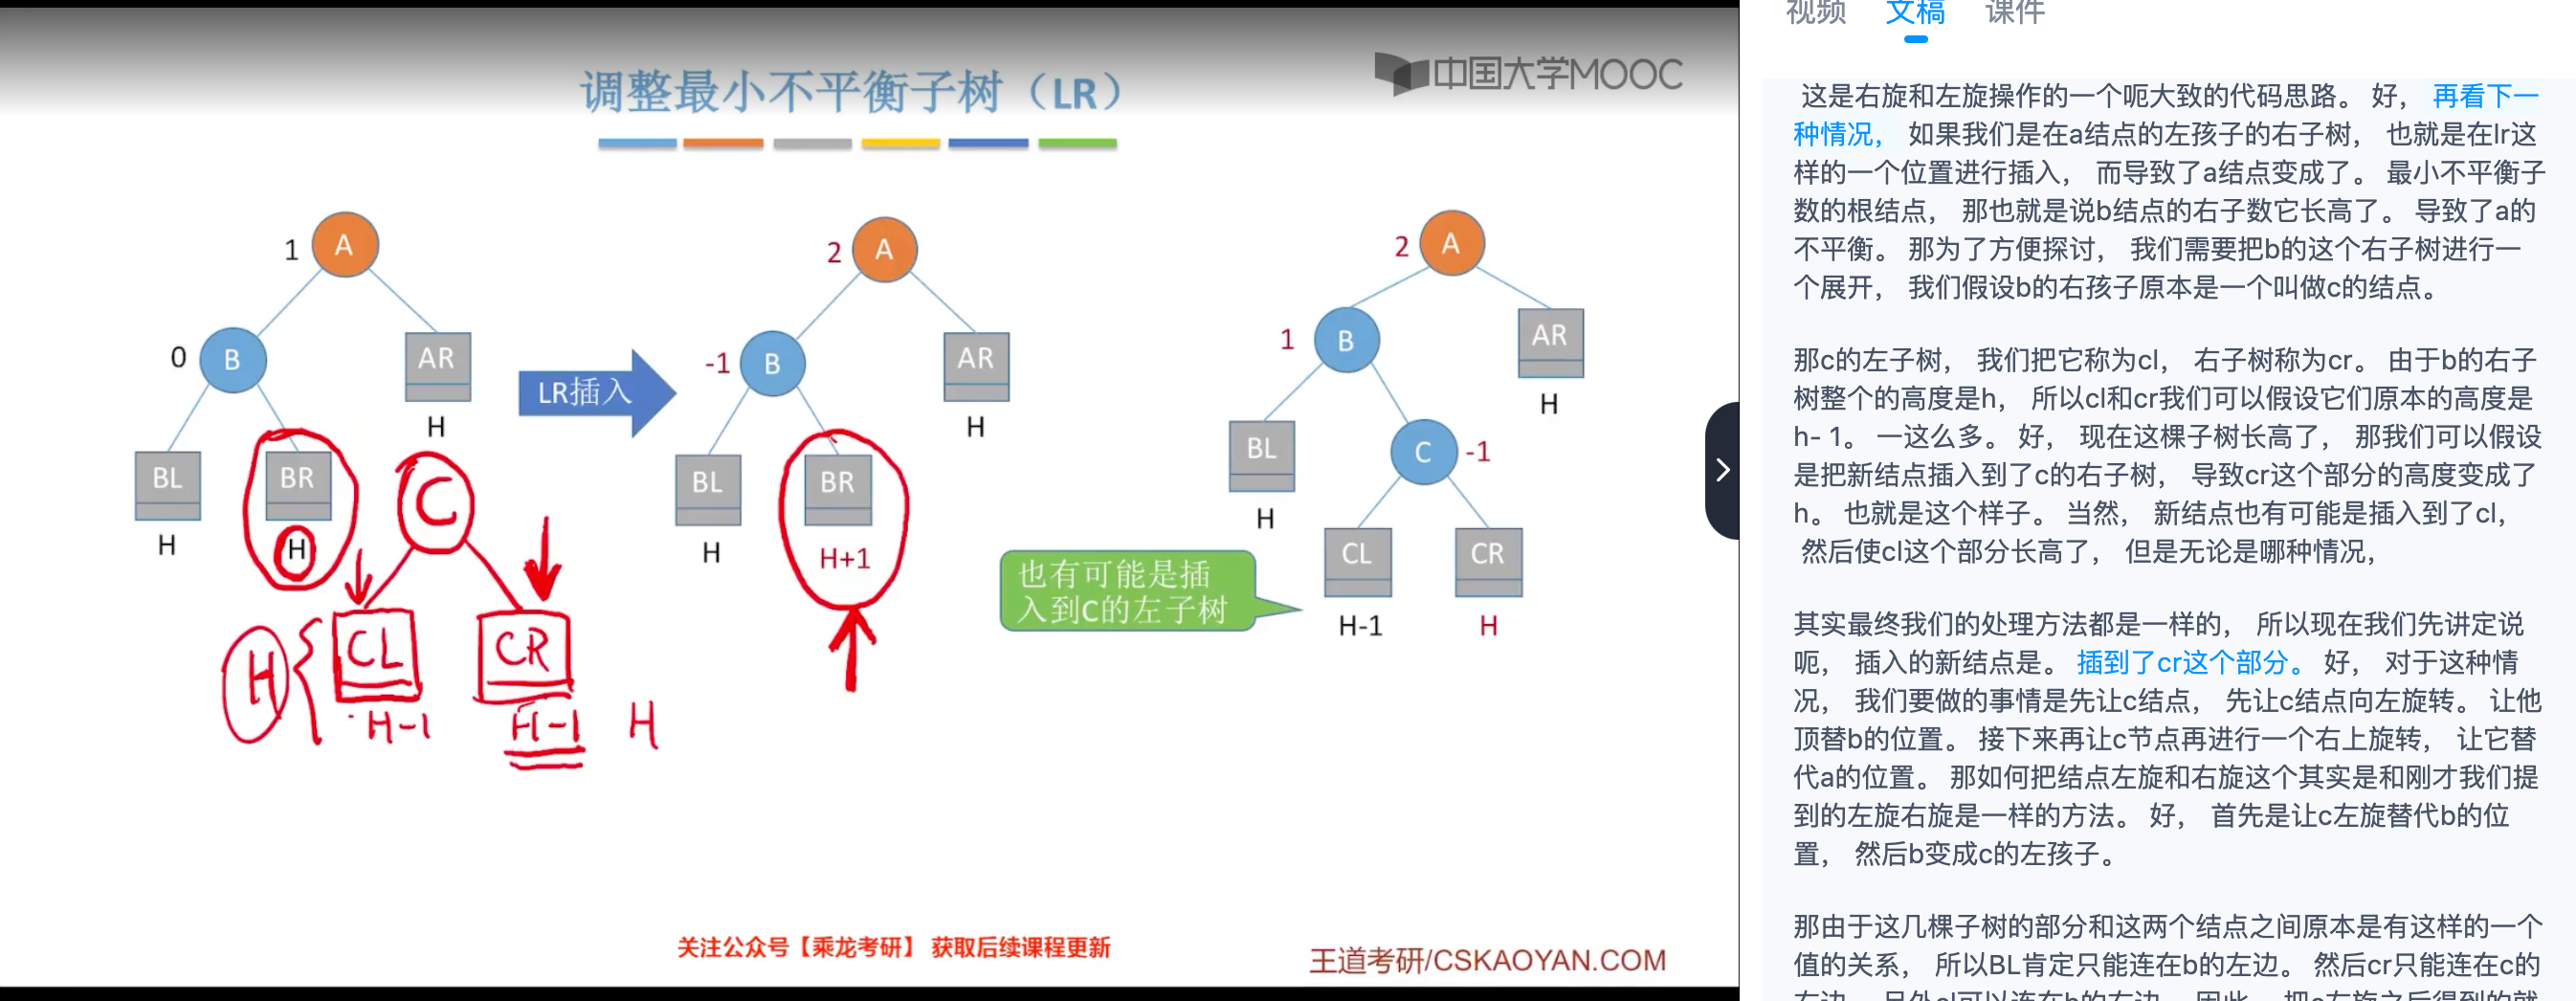 调整最小不平衡子树（LR）
中国大学MOOC
1
A
0
B
AR
H
BL
H
BR
H
C
CL
H-1
CR
H-1
H
H
LR插入
2
A
-1
B
AR
H
BL
H
BR
H+1
2
A
1
B
AR
H
BL
H
C
-1
CL
H-1
CR
H
也有可能是插
入到C的左子树
关注公众号【乘龙考研】 获取后续课程更新
王道考研/CSKAOYAN.COM
视频 文稿 课件
这是右旋和左旋操作的一个呃大致的代码思路。 好， 再看下一
种情况， 如果我们是在a结点的左孩子的右子树， 也就是在lr这
样的一个位置进行插入， 而导致了a结点变成了。 最小不平衡子
数的根结点， 那也就是说b结点的右子数它长高了。 导致了a的
不平衡。 那为了方便探讨， 我们需要把b的这个右子树进行一
个展开， 我们假设b的右孩子原本是一个叫做c的结点。
那c的左子树， 我们把它称为cl， 右子树称为cr。 由于b的右子
树整个的高度是h， 所以cl和cr我们可以假设它们原本的高度是
h- 1。 一这么多。 好， 现在这棵子树长高了， 那我们可以假设
是把新结点插入到了c的右子树， 导致cr这个部分的高度变成了
h。 也就是这个样子。 当然， 新结点也有可能是插入到了cl，
然后使cl这个部分长高了， 但是无论是哪种情况，
其实最终我们的处理方法都是一样的， 所以现在我们先讲定说
呃， 插入的新结点是。 插到了cr这个部分。 好， 对于这种情
况， 我们要做的事情是先让c结点， 先让c结点向左旋转。 让他
顶替b的位置。 接下来再让c节点再进行一个右上旋转， 让它替
代a的位置。 那如何把结点左旋和右旋这个其实是和刚才我们提
到的左旋右旋是一样的方法。 好， 首先是让c左旋替代b的位
置， 然后b变成c的左孩子。
那由于这几棵子树的部分和这两个结点之间原本是有这样的一个
值的关系， 所以BL肯定只能连在b的左边。 然后cr只能连在c的
右边， 另外cl可以连在b的右边， 因此， 把c左旋之后得到的就